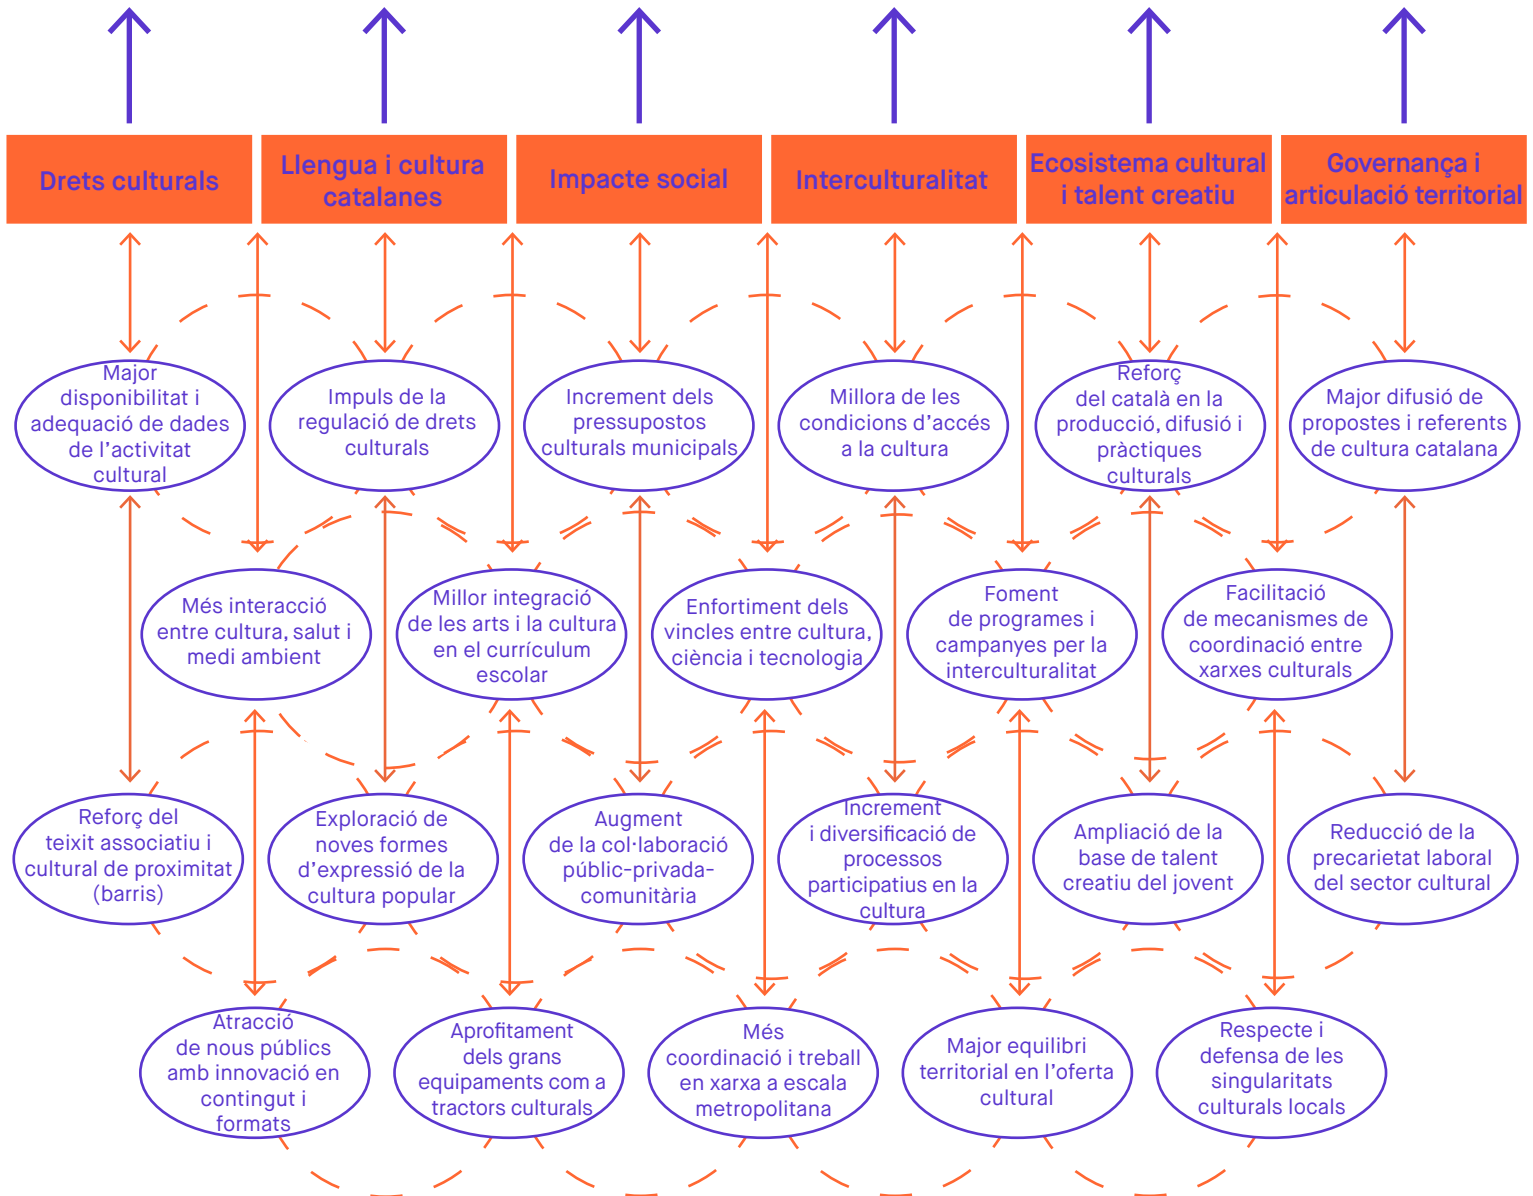 Drets culturals
Llengua i cultura
catalanes
Impacte social
Interculturalitat
Ecosistema cultural
i talent creatiu
Governança i
articulació territorial
Major
disponibilitat i
adequació de dades
de l’activitat
cultural
Impuls de la
regulació de drets
culturals
Increment dels
pressupostos
culturals municipals
Millora de les
condicions d’accés
a la cultura
Reforç
del català en la
producció, difusió i
pràctiques
culturals
Major difusió de
propostes i referents
de cultura catalana
Més interacció
entre cultura, salut i
medi ambient
Millor integració
de les arts i la cultura
en el currículum
escolar
Enfortiment dels
vincles entre cultura,
ciència i tecnologia
Foment
de programes i
campanyes per la
interculturalitat
Facilitació
de mecanismes de
coordinació entre
xarxes culturals
Reforç del
teixit associatiu i
cultural de proximitat
(barris)
Exploració de
noves formes
d’expressió de la
cultura popular
Augment
de la col·laboració
públic-privada-
comunitària
Increment
i diversificació de
processos
participatius en la
cultura
Ampliació de la
base de talent
creatiu del jovent
Reducció de la
precarietat laboral
del sector cultural
Atracció
de nous públics
amb innovació en
contingut i
formats
Aprofitament
dels grans
equipaments com a
tractors culturals
Més
coordinació i treball
en xarxa a escala
metropolitana
Major equilibri
territorial en l’oferta
cultural
Respecte i
defensa de les
singularitats
culturals locals